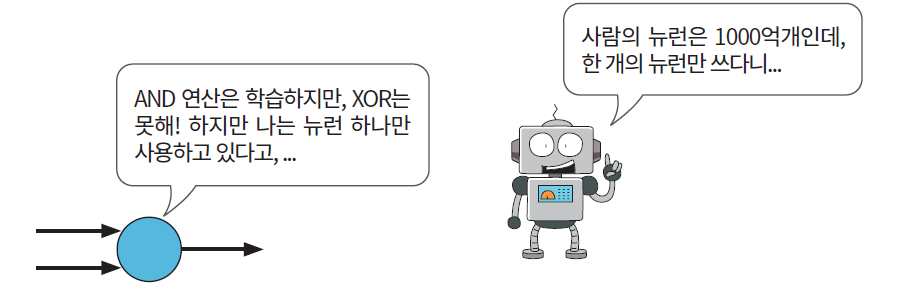 AND 연산은 학습하지만, XOR는
못해! 하지만 나는 뉴런 하나만
사용하고 있다고, ...
사람의 뉴런은 1000억개인데,
한 개의 뉴런만 쓰다니...